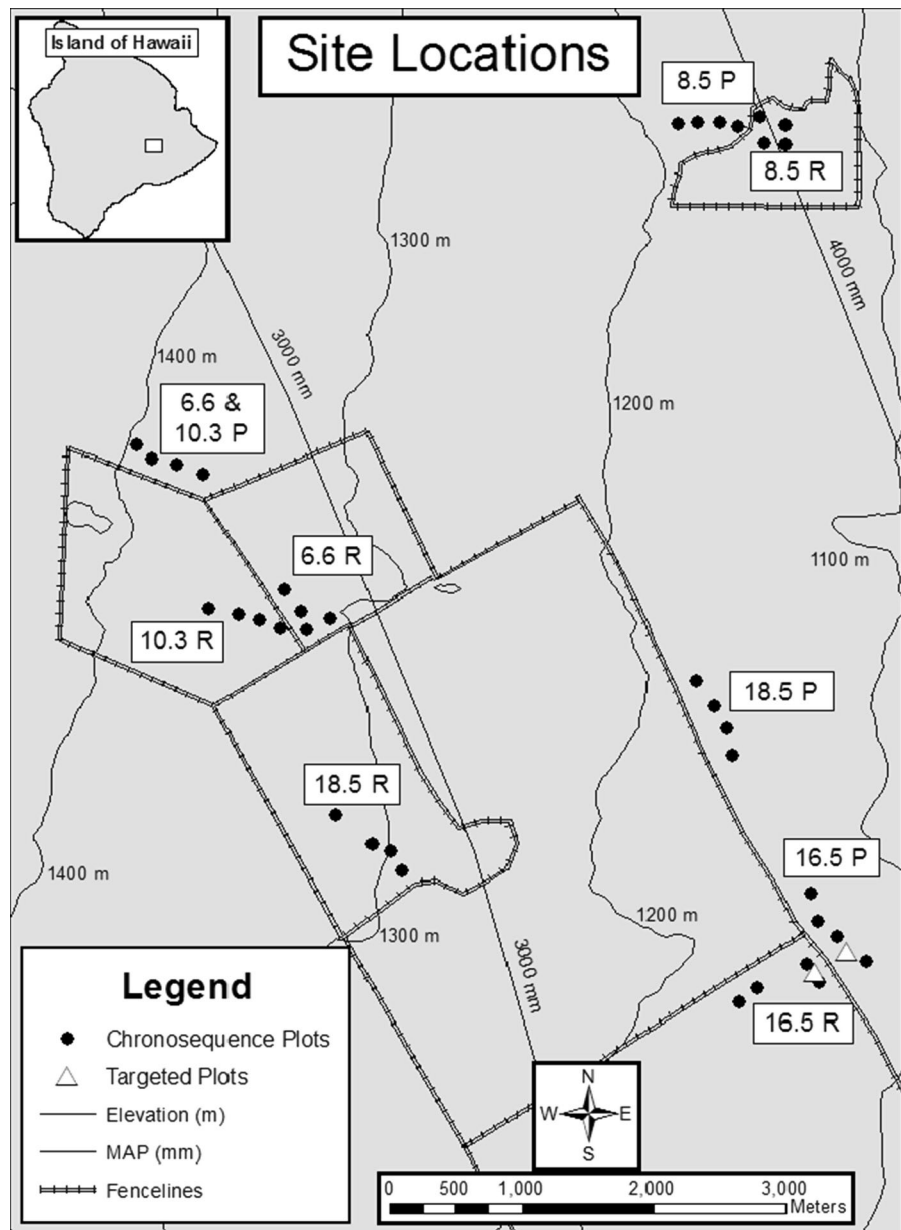 Island of Hawaii
Site Locations
8.5 P
8.5 R
1300 m
4000 mm
3000 mm
1400 m
1200 m
6.6 &
10.3 P
1100 m
6.6 R
10.3 R
18.5 P
18.5 R
16.5 P
1400 m
1200 m
1300 m
3000 mm
16.5 R
Legend
Chronosequence Plots
Targeted Plots
Elevation (m)
MAP (mm)
Fencelines
N
W E
S
0 500 1,000 2,000 3,000
Meters